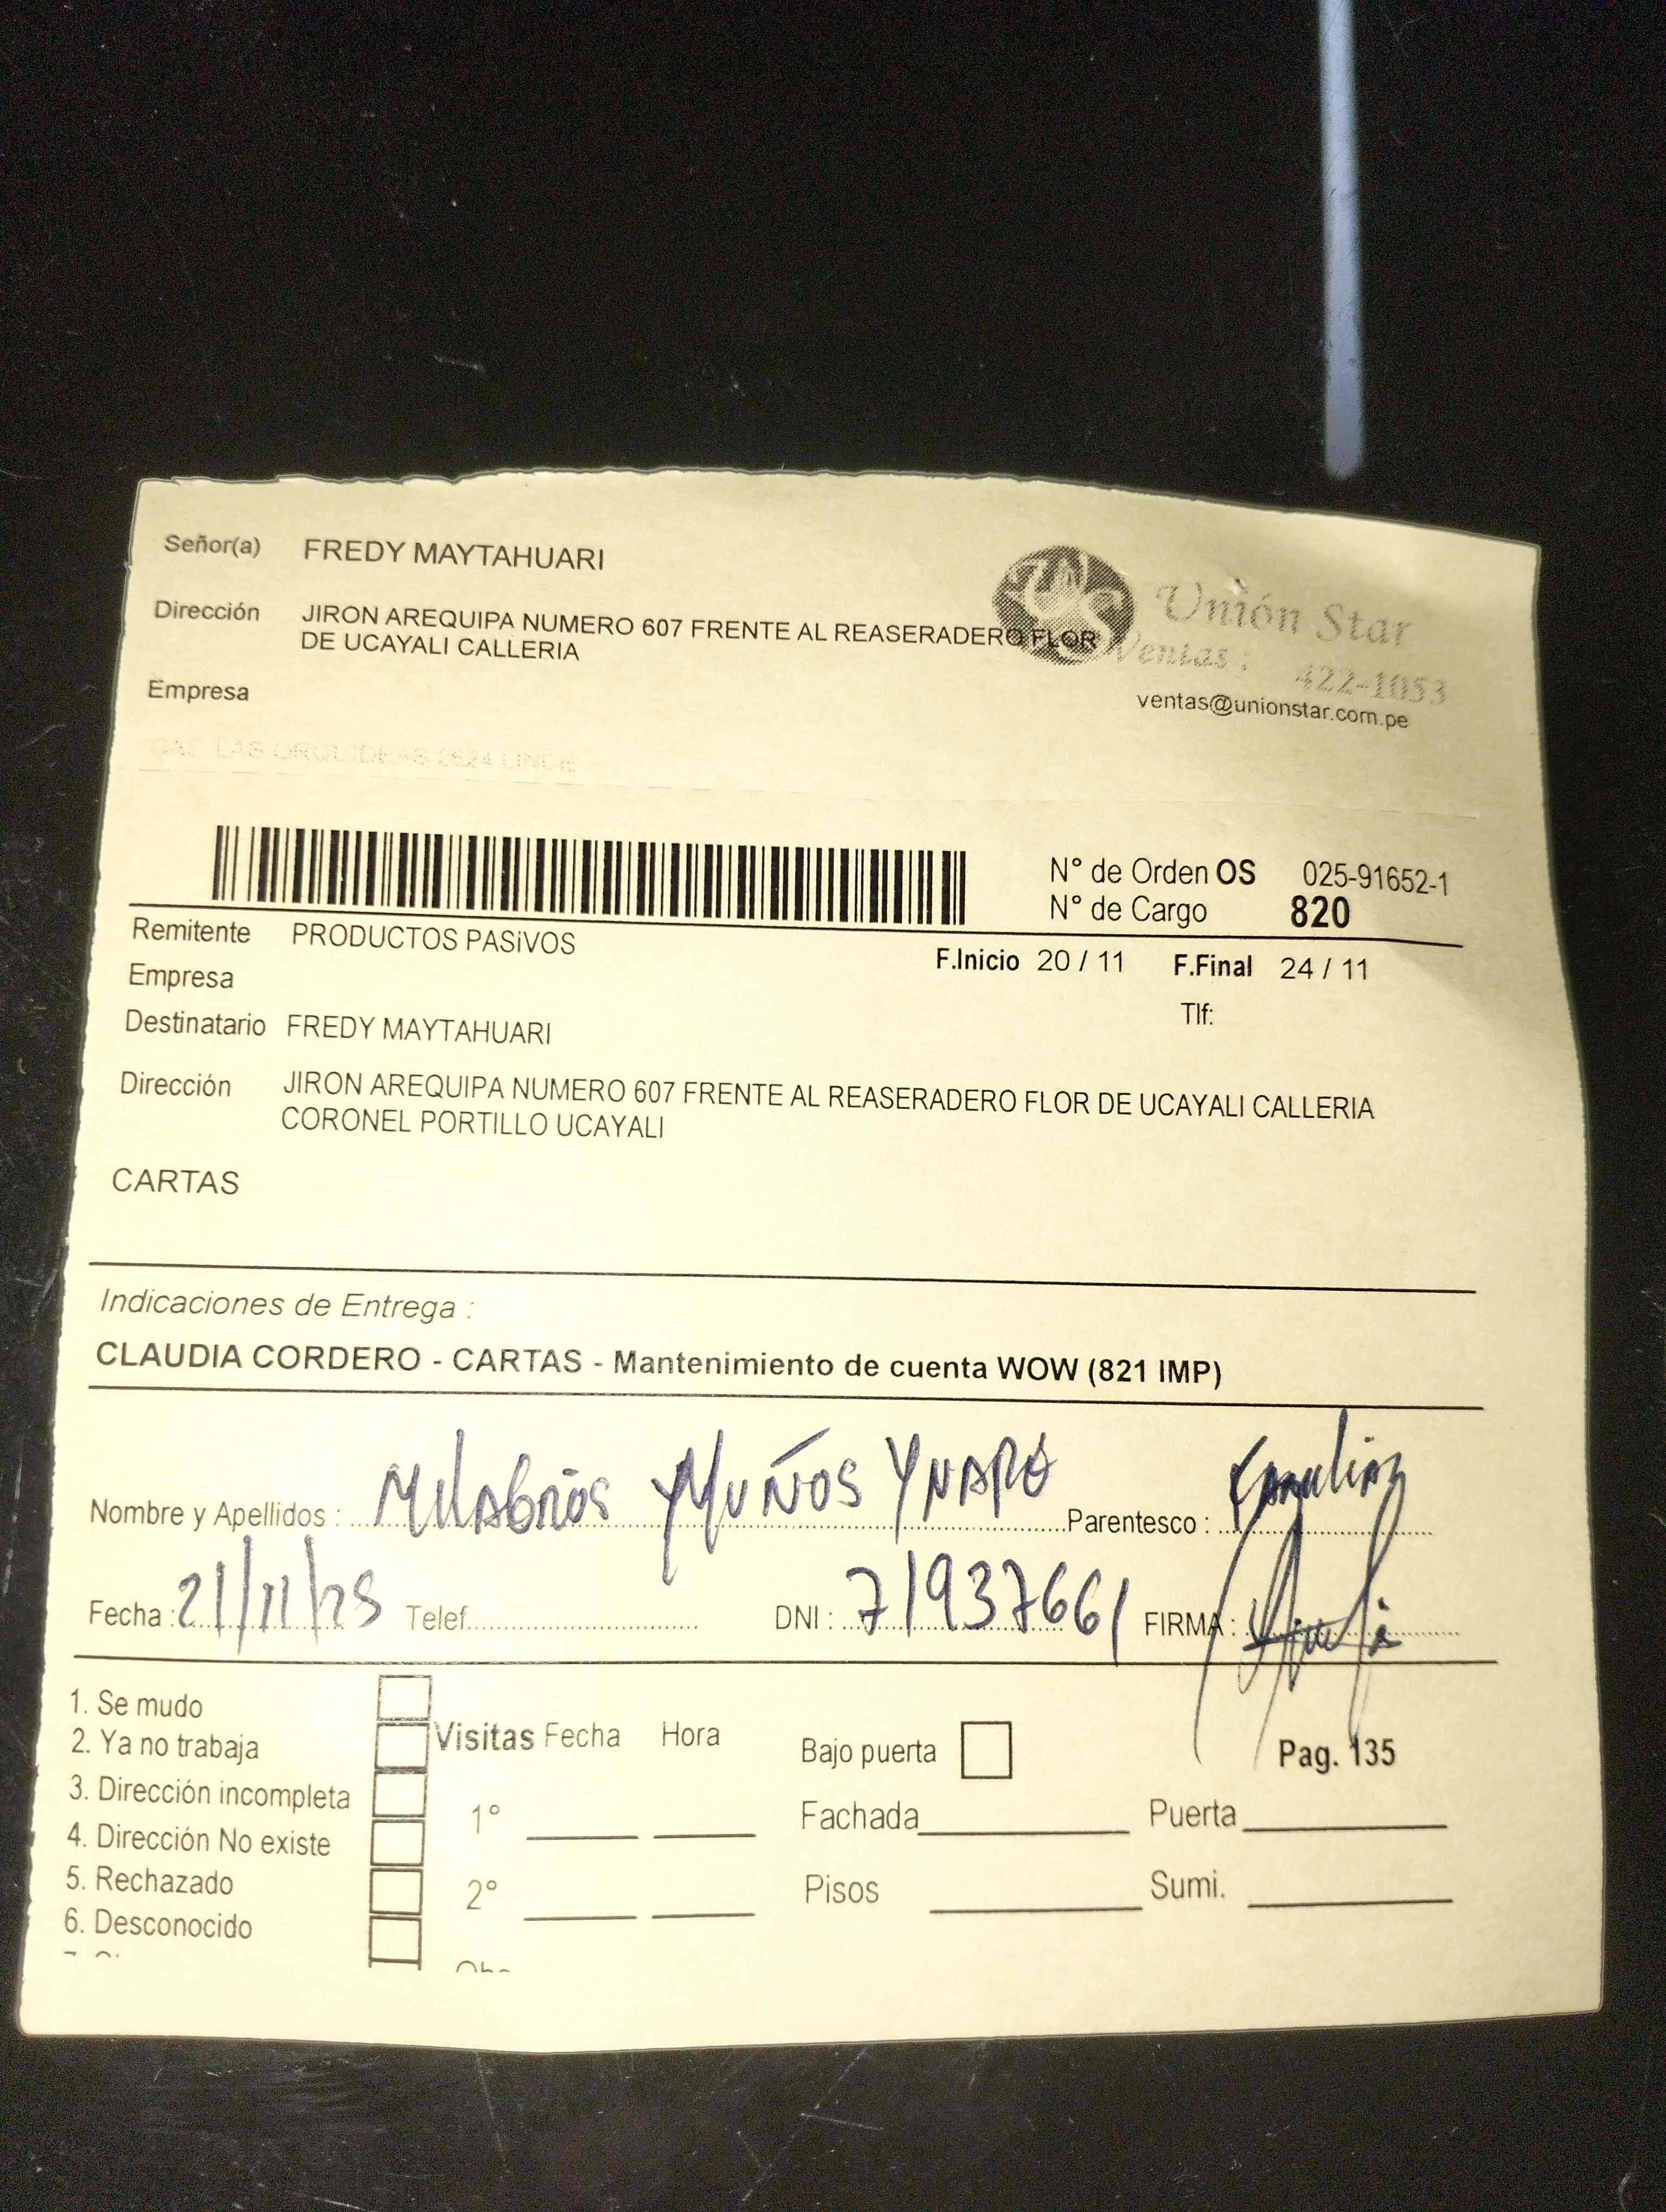 Señor(a) FREDY MAYTAHUARI
Dirección JIRON AREQUIPA NUMERO 607 FRENTE AL REASERADERO FLOR
DE UCAYALI CALLERIA
Unión Star
Ventas : 422-1053
ventas@unionstar.com.pe
Empresa
CAL LAS ORQUIDEAS 2624 LINCE
N° de Orden OS 025-91652-1
N° de Cargo 820
Remitente PRODUCTOS PASiVOS
F.Inicio 20 / 11 F.Final 24 / 11
Empresa
Tlf:
Destinatario FREDY MAYTAHUARI
Dirección JIRON AREQUIPA NUMERO 607 FRENTE AL REASERADERO FLOR DE UCAYALI CALLERIA
CORONEL PORTILLO UCAYALI
CARTAS
Indicaciones de Entrega :
CLAUDIA CORDERO - CARTAS - Mantenimiento de cuenta WOW (821 IMP)
Nombre y Apellidos : MILAGROS MUÑOS Parentesco : Familiar
Fecha : 21/11/25 Telef. DNI : 71937661 FIRMA :
1. Se mudo
2. Ya no trabaja
3. Dirección incompleta
4. Dirección No existe
5. Rechazado
6. Desconocido
Visitas Fecha Hora
1°
2°
Bajo puerta
Pag. 135
Fachada Puerta
Pisos Sumi.